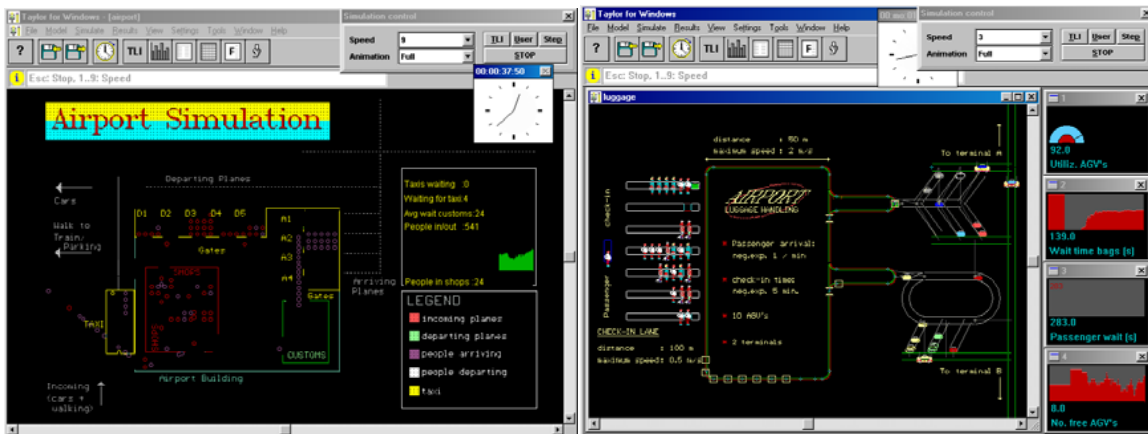 Taylor for Windows - [airport]
File Model Simulate Results View Settings Tools Window Help
Simulation control
Speed 9
Animation Full
TLI User Step
STOP
? TLI F
Esc: Stop, 1..9: Speed
00:00:37:50
Airport Simulation
Departing Planes
Cars
Walk to
Train/
Parking
D1 D2 D3 D4 D5
A1
A2
A3
A4
Gates
Gates
SHOPS
SHOPS
TAXI
CUSTOMS
Arriving
Planes
Airport Building
Incoming
(cars +
walking)
Taxis waiting :0
Waiting for taxi:4
Avg wait customs:24
People in/out :541
People in shops :24
LEGEND
incoming planes
departing planes
people arriving
people departing
taxi
Taylor for Windows
File Model Simulate Results View Settings Tools Window Help
Simulation control
Speed 3
Animation Full
TLI User Step
STOP
? TLI F
Esc: Stop, 1..9: Speed
luggage
distance : 50 m
maximum speed : 2 m/s
To terminal A
check-in
Passenger
AIRPORT
LUGGAGE HANDLING
Passenger arrival:
neg.exp. 1 / min
check-in times
neg.exp. 5 min.
10 AGV's
2 terminals
CHECK-IN LANE
distance : 100 m
maximum speed: 0.5 m/s
To terminal B
1
92.0
Utiliz. AGV's
2
139.0
Wait time bags [s]
3
283.0
Passenger wait [s]
4
8.0
No. free AGV's